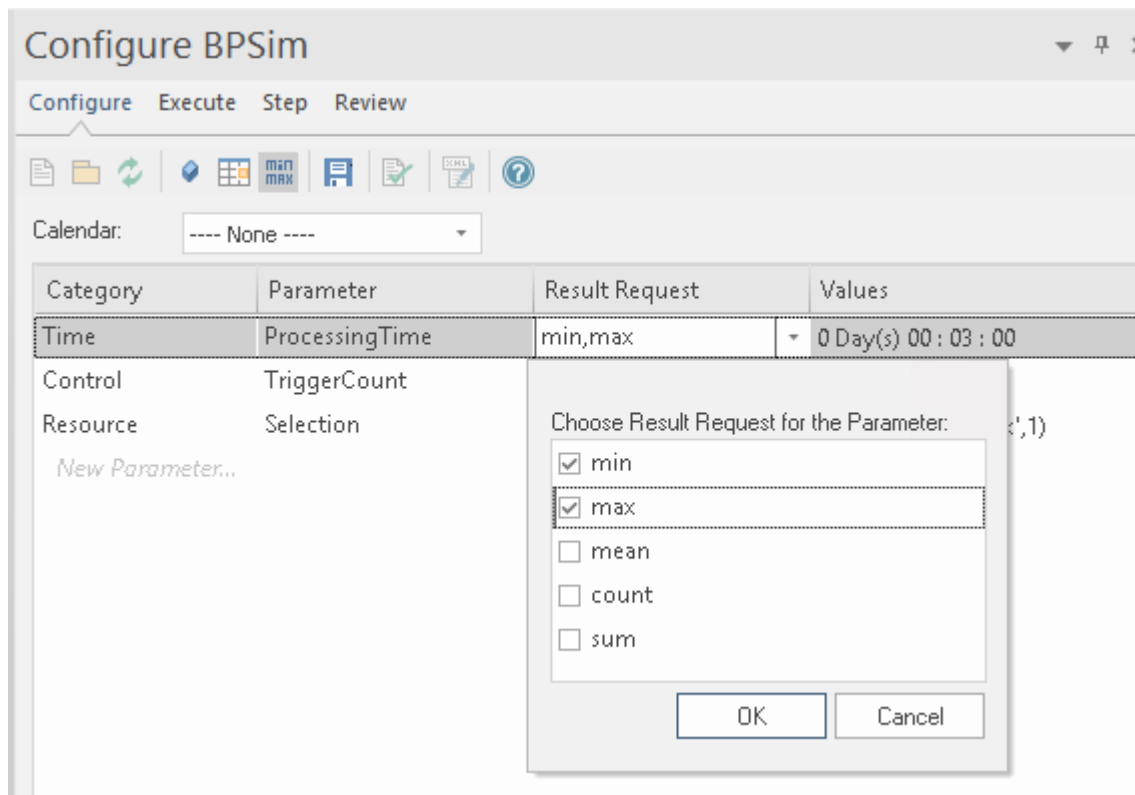 Configure BPSim
Configure Execute Step Review
min
max
XML
?
Calendar: ---- None ----
Category Parameter Result Request Values
Time ProcessingTime min,max 0 Day(s) 00 : 03 : 00
Control TriggerCount
Resource Selection ',1)
New Parameter...
Choose Result Request for the Parameter:
min
max
mean
count
sum
OK Cancel